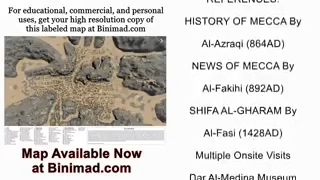 For educational, commercial, and personal
uses, get your high resolution copy of
this labeled map at Binimad.com
Map Available Now
at Binimad.com
REFERENCES:
HISTORY OF MECCA By
Al-Azraqi (864AD)
NEWS OF MECCA By
Al-Fakihi (892AD)
SHIFA AL-GHARAM By
Al-Fasi (1428AD)
Multiple Onsite Visits
Dar Al-Medina Museum